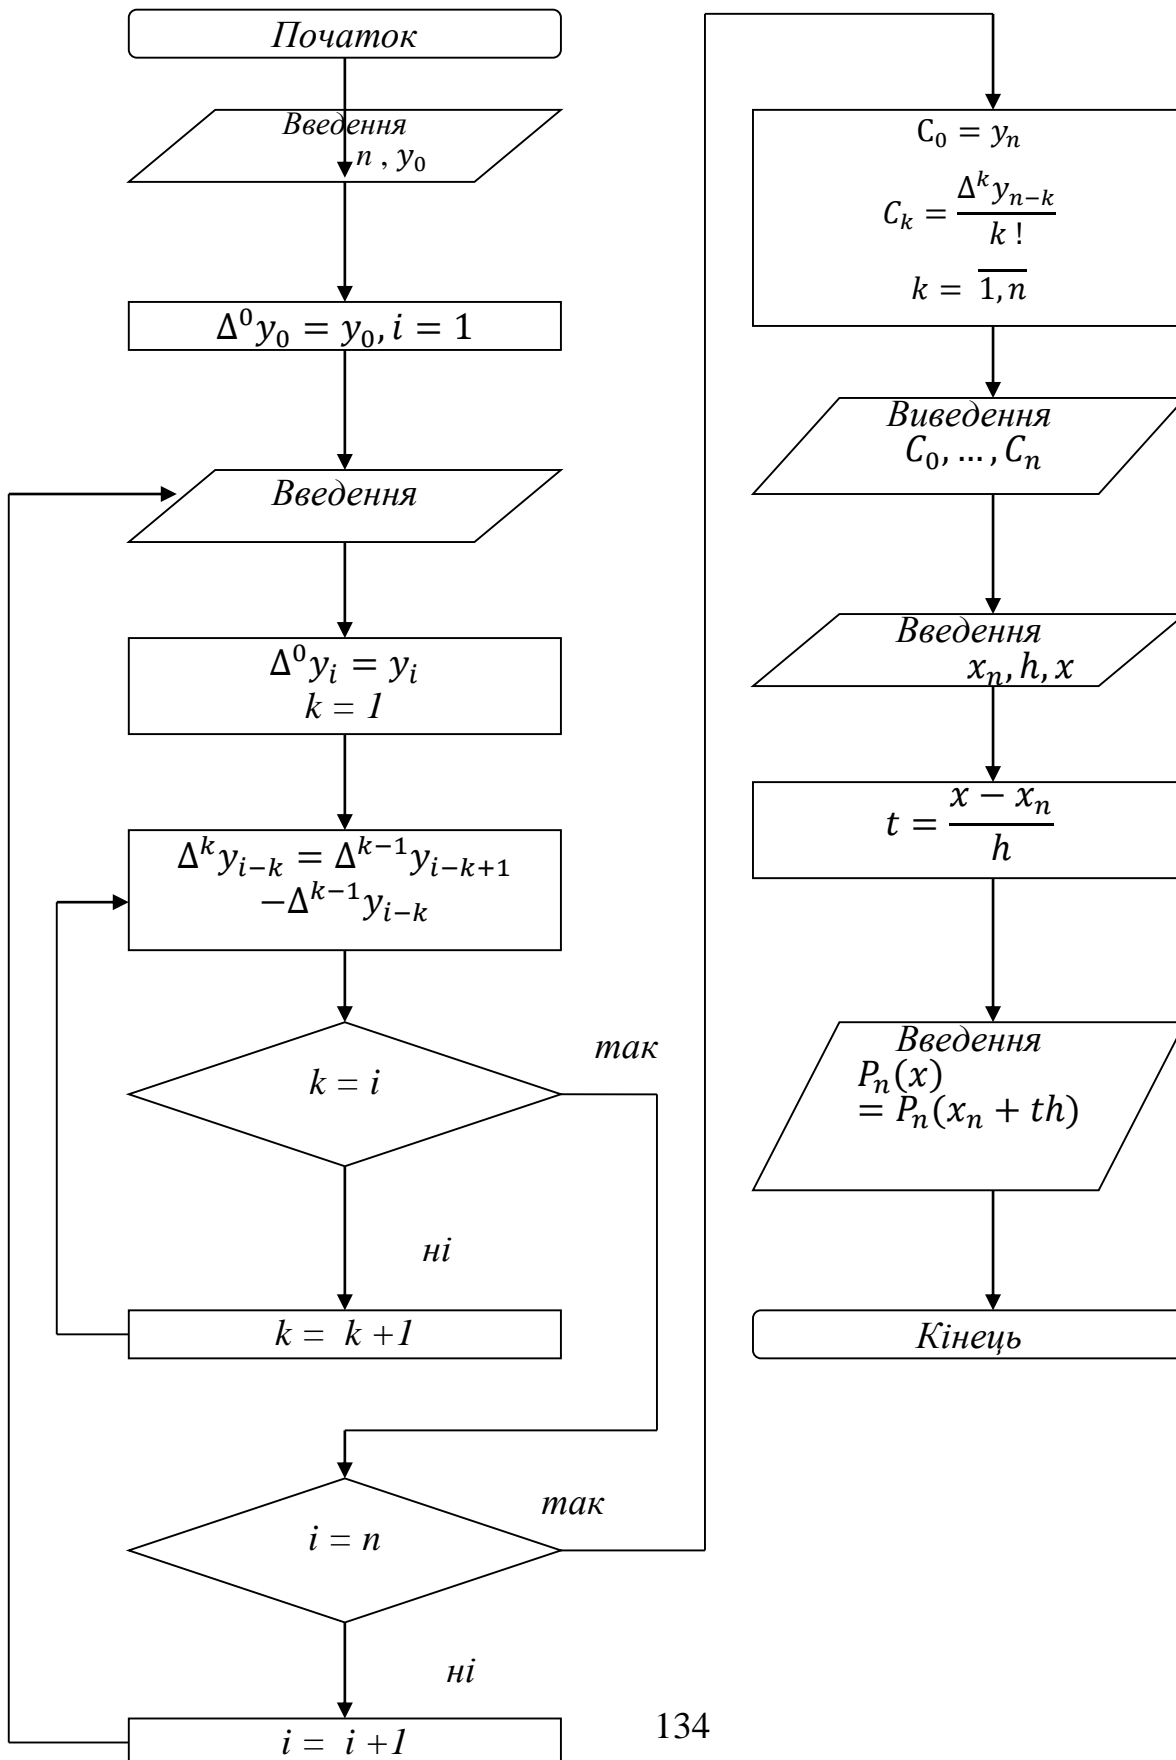 Початок
Введення
n , y₀
Δ⁰y₀ = y₀, i = 1
Введення
Δ⁰yᵢ = yᵢ
k = 1
Δᵏyᵢ₋ₖ = Δᵏ⁻¹yᵢ₋ₖ₊₁
−Δᵏ⁻¹yᵢ₋ₖ
k = i
так
ні
k = k +1
i = n
так
ні
i = i +1
C₀ = yₙ
Cₖ = Δᵏyₙ₋ₖ / k !
k = 1, n
Виведення
C₀, … , Cₙ
Введення
xₙ, h, x
t = x − xₙ / h
Введення
Pₙ(x)
= Pₙ(xₙ + th)
Кінець
134